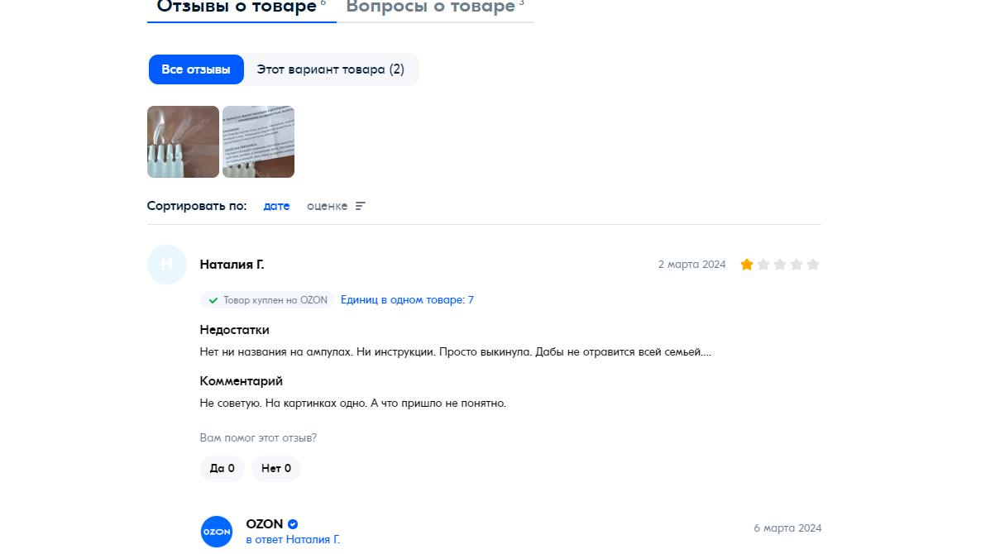 Отзывы о товаре 6 Вопросы о товаре 3
Все отзывы Этот вариант товара (2)
Сортировать по: дате оценке
Н Наталия Г. 2 марта 2024
Товар куплен на OZON Единиц в одном товаре: 7
Недостатки
Нет ни названия на ампулах. Ни инструкции. Просто выкинула. Дабы не отравится всей семьей....
Комментарий
Не советую. На картинках одно. А что пришло не понятно.
Вам помог этот отзыв?
Да 0 Нет 0
OZON OZON 6 марта 2024
в ответ Наталия Г.